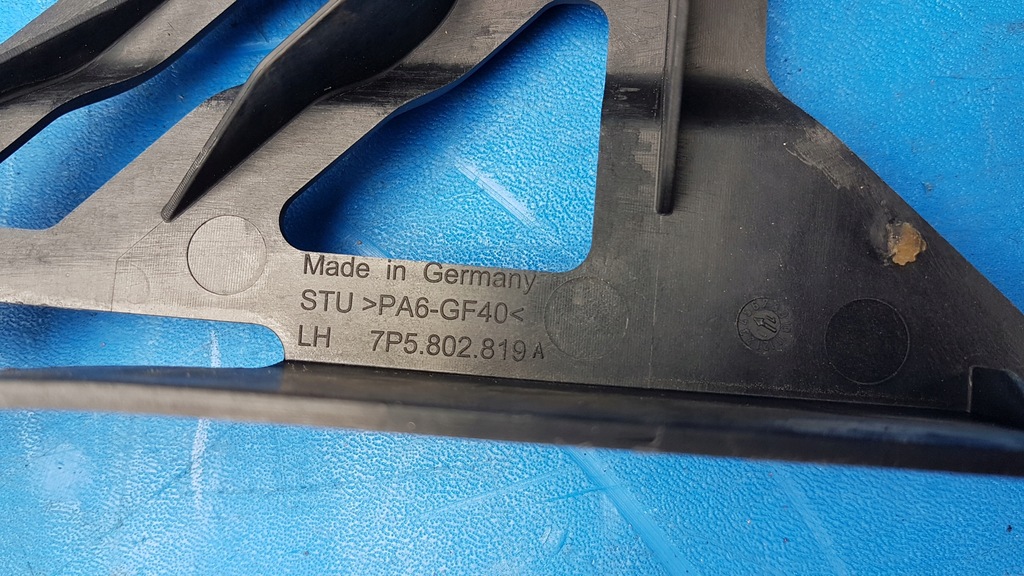 Made in Germany
STU >PA6-GF40<
LH 7P5.802.819 A